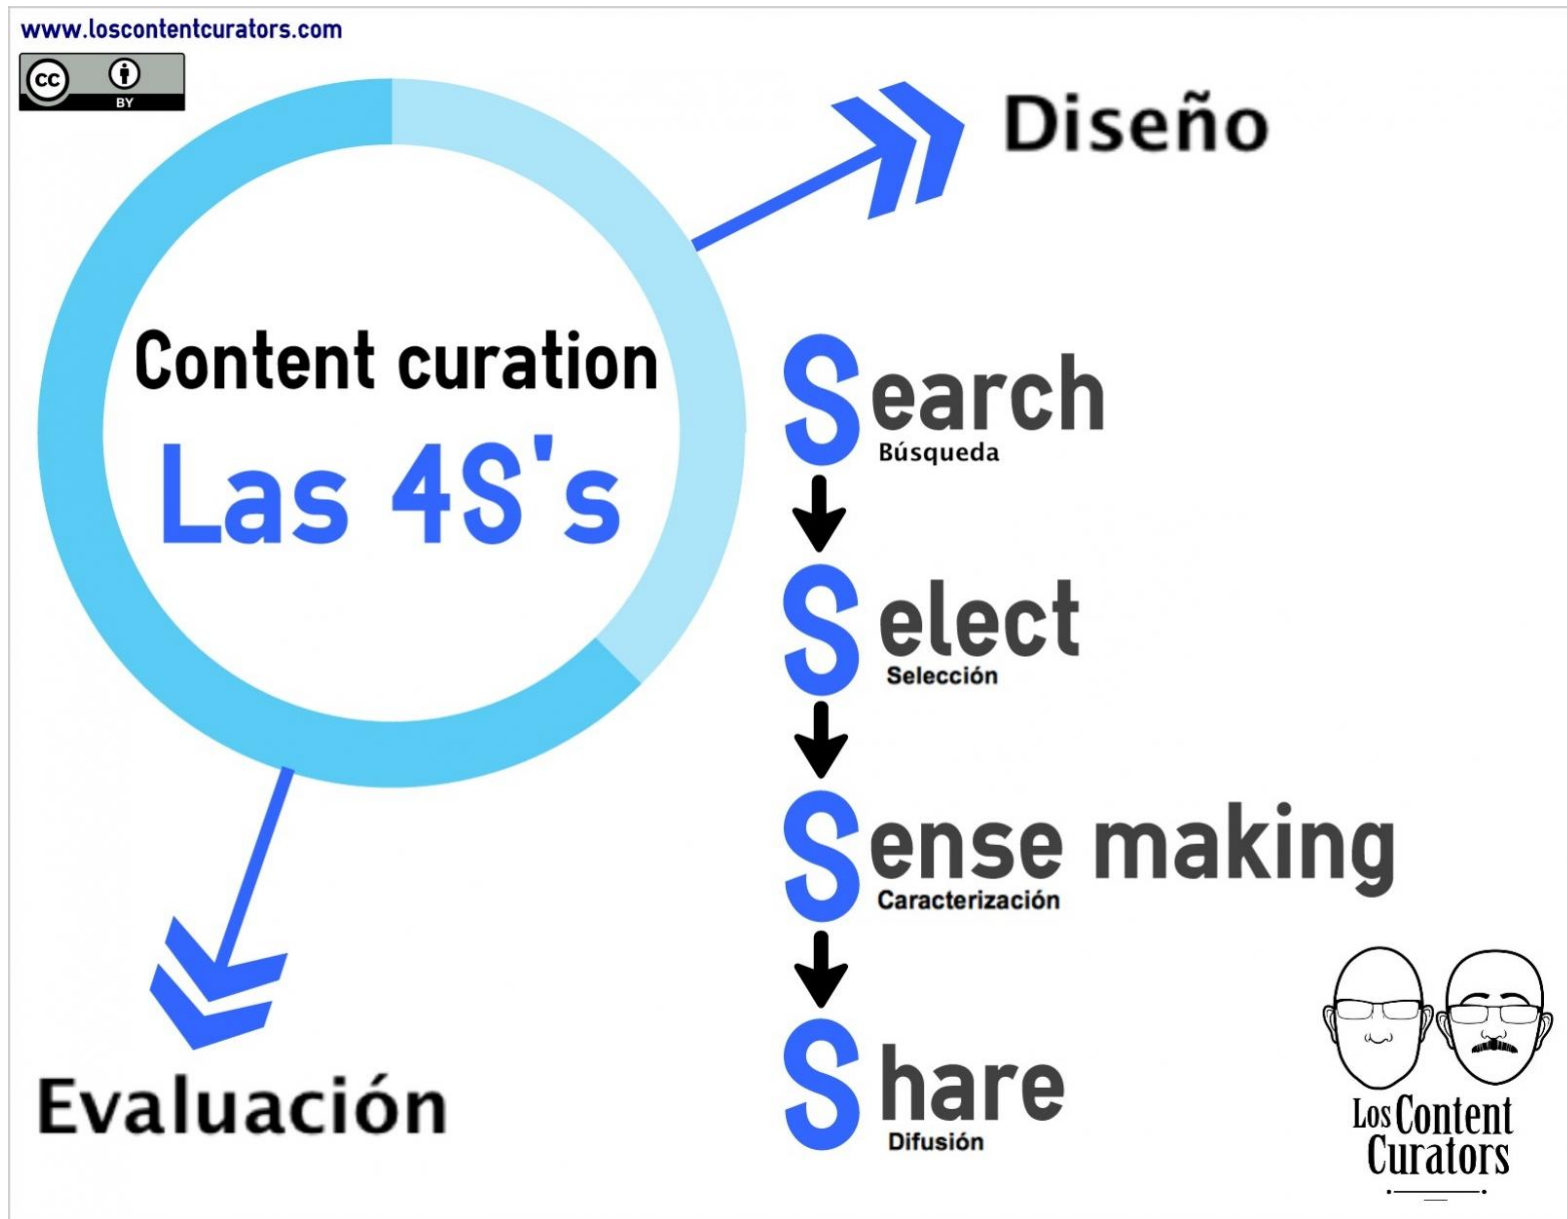 www.loscontentcurators.com
cc
BY
Diseño
Content curation
Las 4S's
Search
Búsqueda
Select
Selección
Sense making
Caracterización
Share
Difusión
Evaluación
Los Content
Curators